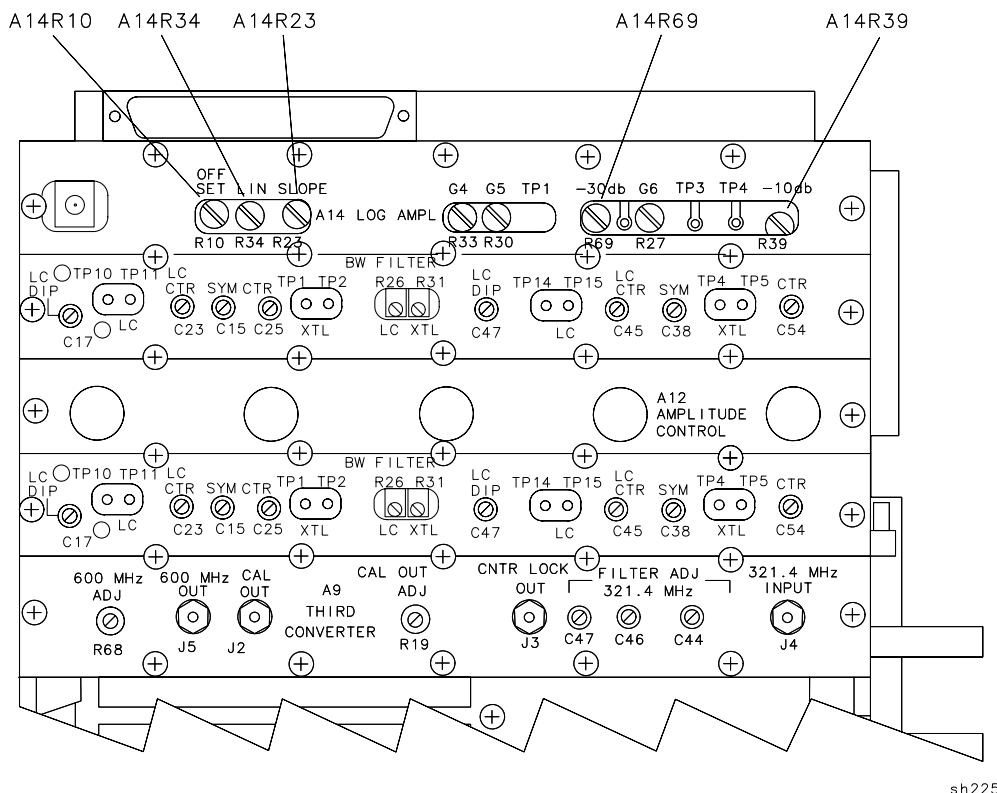 A14R10 A14R34 A14R23 A14R69 A14R39
OFF
SET LIN SLOPE G4 G5 TP1 -30db G6 TP3 TP4 -10db
A14 LOG AMPL
R10 R34 R23 R33 R30 R69 R27 R39
BW FILTER
LC TP10 TP11 LC TP1 TP2 R26 R31 LC TP14 TP15 LC TP4 TP5 CTR
DIP CTR SYM CTR DIP CTR SYM
C17 LC C23 C15 C25 XTL LC XTL C47 LC C45 C38 XTL C54
A12
AMPLITUDE
CONTROL
BW FILTER
LC TP10 TP11 LC TP1 TP2 R26 R31 LC TP14 TP15 LC TP4 TP5 CTR
DIP CTR SYM CTR DIP CTR SYM
C17 LC C23 C15 C25 XTL LC XTL C47 LC C45 C38 XTL C54
600 MHz
ADJ
R68
600 MHz
OUT
J5
CAL
OUT
J2
A9
THIRD
CONVERTER
CAL OUT
ADJ
R19
CNTR LOCK
OUT
J3
FILTER ADJ
321.4 MHz
C47 C46 C44
321.4 MHz
INPUT
J4
sh225